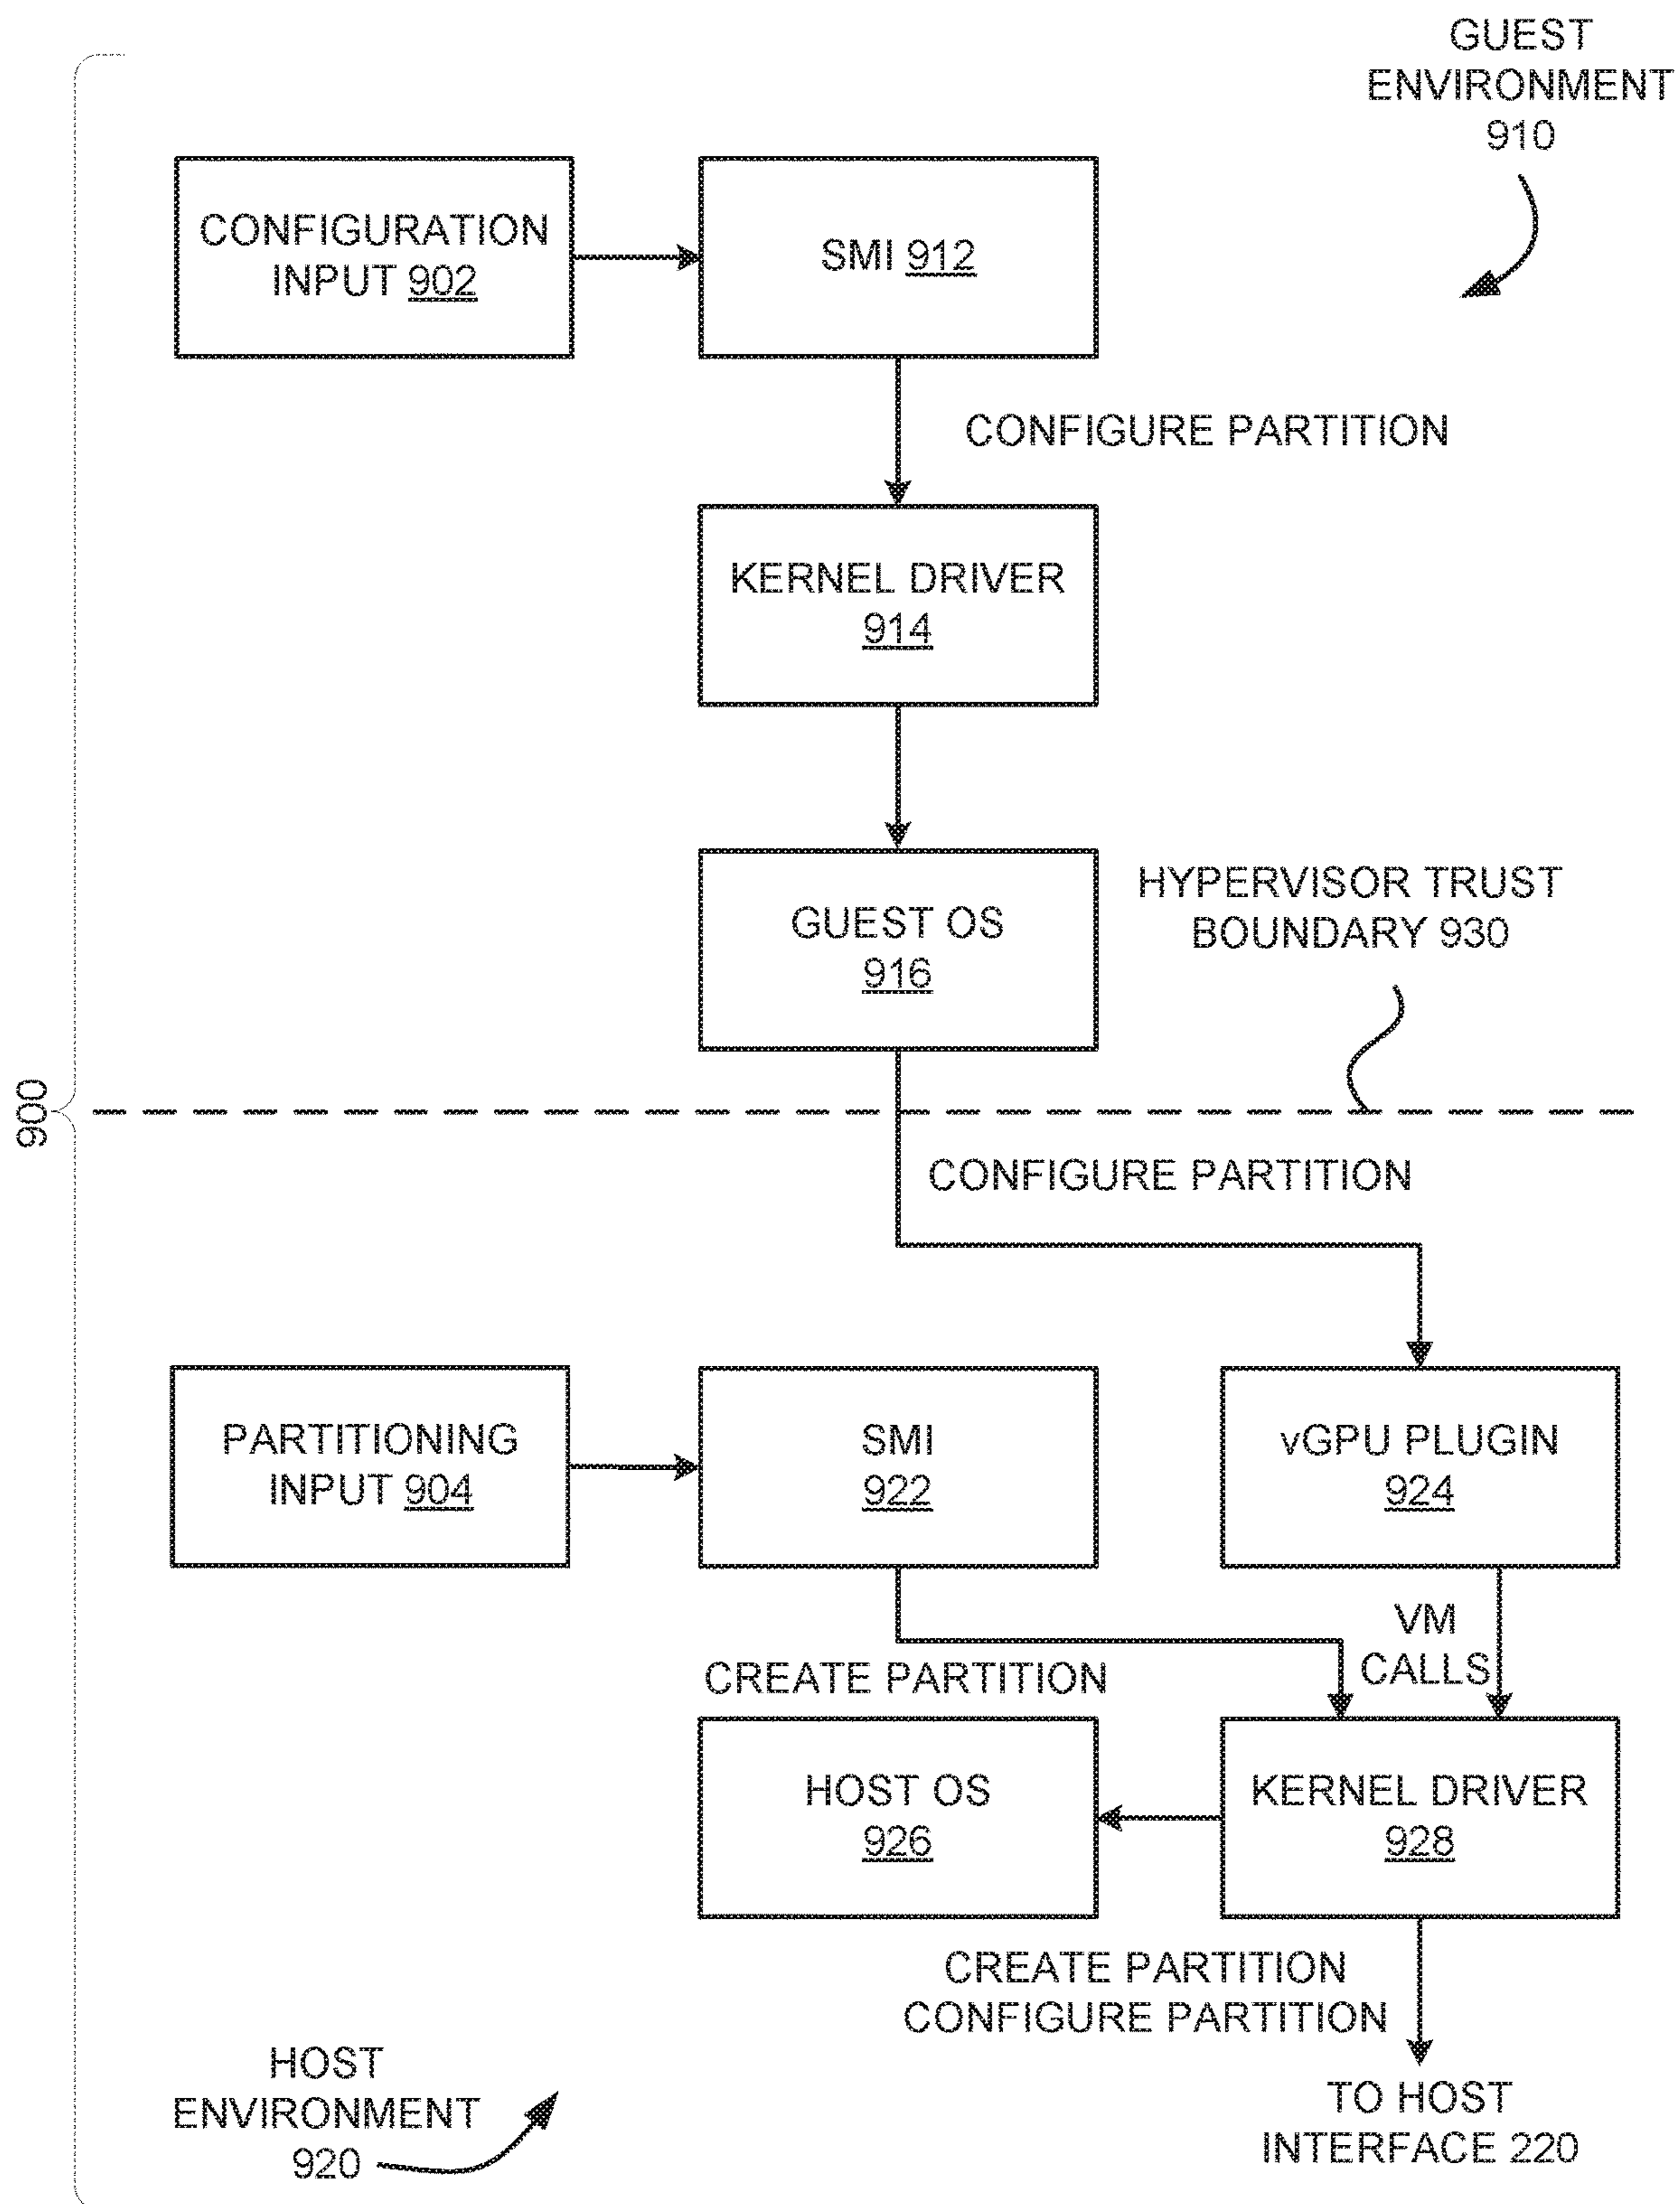 GUEST
ENVIRONMENT
910
CONFIGURATION
INPUT 902
SMI 912
CONFIGURE PARTITION
KERNEL DRIVER
914
GUEST OS
916
HYPERVISOR TRUST
BOUNDARY 930
900
CONFIGURE PARTITION
PARTITIONING
INPUT 904
SMI
922
vGPU PLUGIN
924
VM
CALLS
CREATE PARTITION
HOST OS
926
KERNEL DRIVER
928
CREATE PARTITION
CONFIGURE PARTITION
HOST
ENVIRONMENT
920
TO HOST
INTERFACE 220